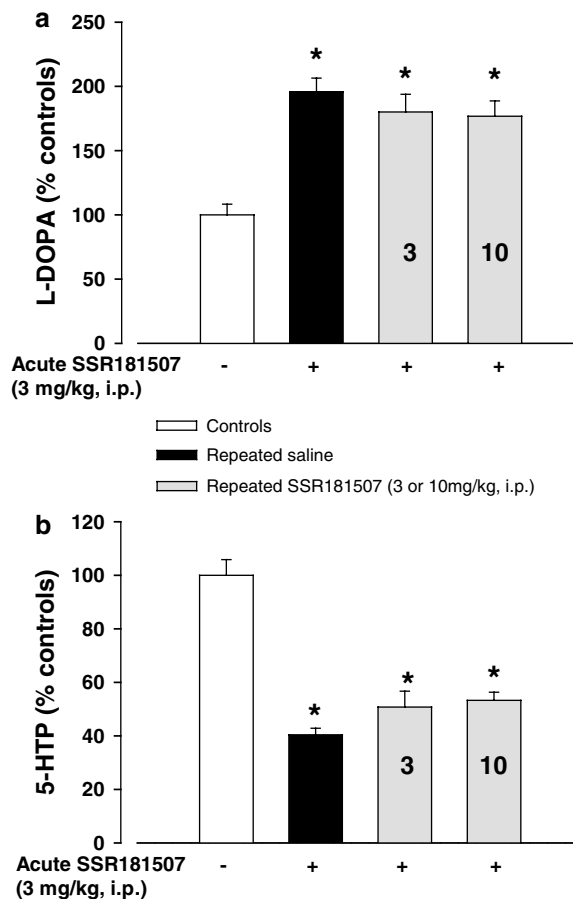 a
L-DOPA (% controls)
250
200
150
100
50
0
* * *
3 10
Acute SSR181507 - + + +
(3 mg/kg, i.p.)
Controls
Repeated saline
Repeated SSR181507 (3 or 10mg/kg, i.p.)
b
5-HTP (% controls)
120
100
80
60
40
20
0
* * *
3 10
Acute SSR181507 - + + +
(3 mg/kg, i.p.)